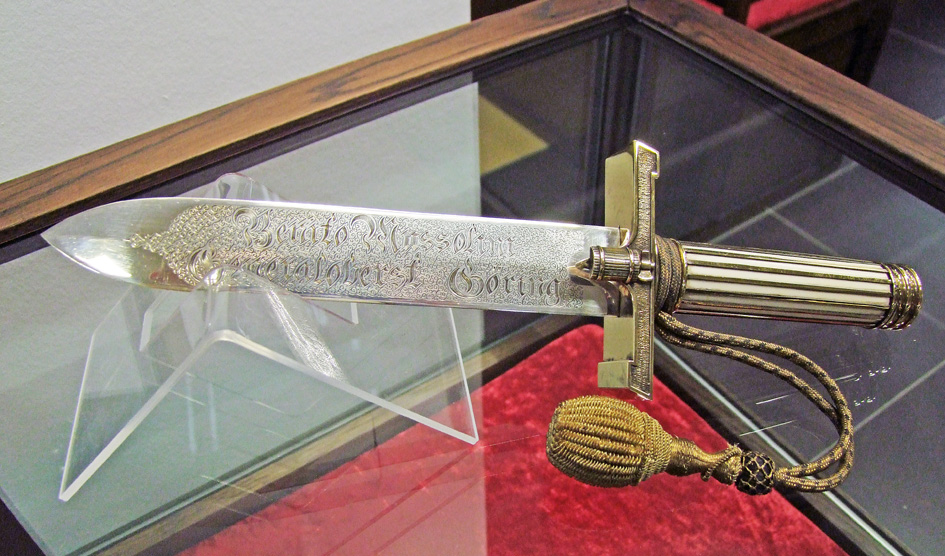 Benito Mussolini
Generaloberst Göring